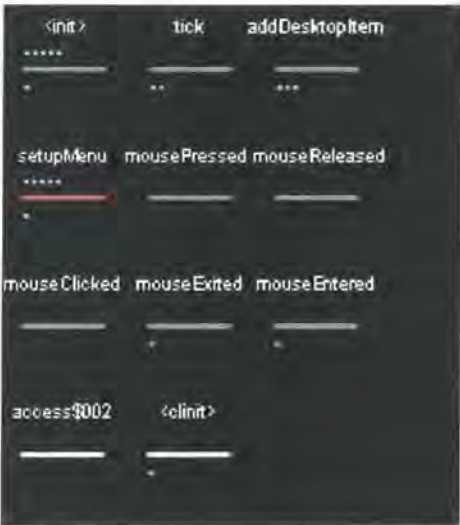 <init> tick addDesktopItem
setupMenu mousePressed mouseReleased
mouseClicked mouseExited mouseEntered
access$002 <clinit>